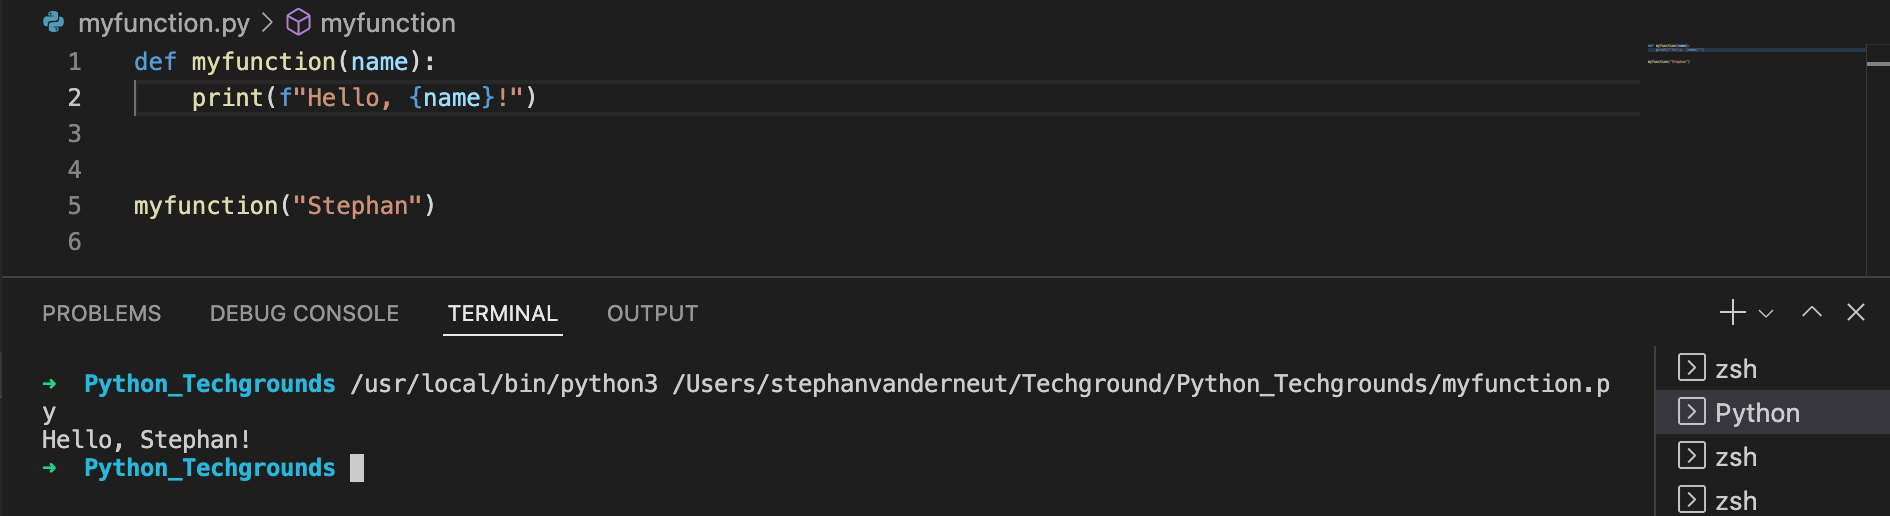 myfunction.py > myfunction
1 def myfunction(name):
2     print(f"Hello, {name}!")
3
4
5 myfunction("Stephan")
6
PROBLEMS DEBUG CONSOLE TERMINAL OUTPUT
➜ Python_Techgrounds /usr/local/bin/python3 /Users/stephanvanderneut/Techground/Python_Techgrounds/myfunction.p
y
Hello, Stephan!
➜ Python_Techgrounds
zsh
Python
zsh
zsh